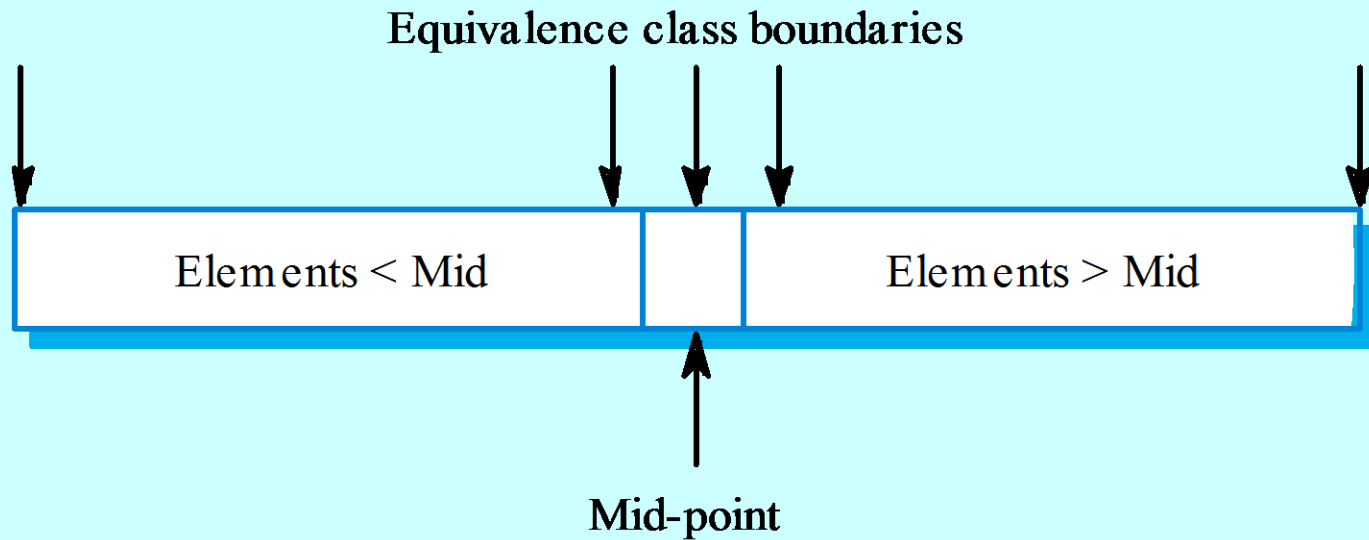 Equivalence class boundaries
Elements < Mid
Elements > Mid
Mid-point